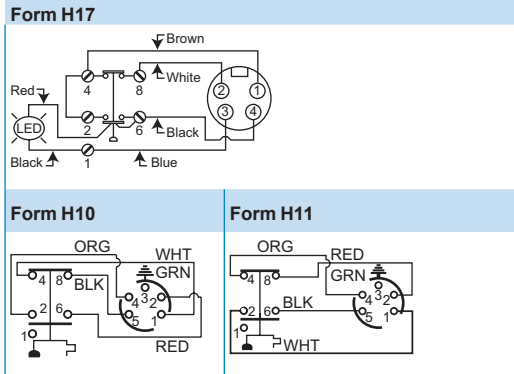 Form H17
Brown
White
4 8
2 1
Red
3 4
LED
2 6
Black
1
Black
Blue
Form H10
ORG
WHT
GRN
4 8
BLK
3
4 2
2 6
5 1
1
RED
Form H11
ORG
RED
GRN
4 8
3
4 2
BLK
2 6
5 1
1
WHT